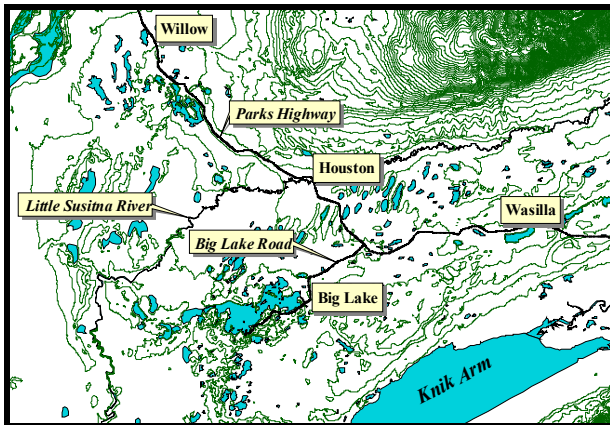 Willow
Parks Highway
Houston
Little Susitna River
Wasilla
Big Lake Road
Big Lake
Knik Arm